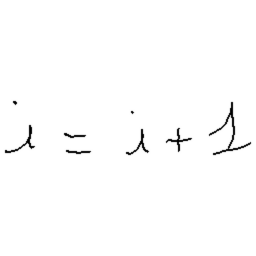 i = i + 1